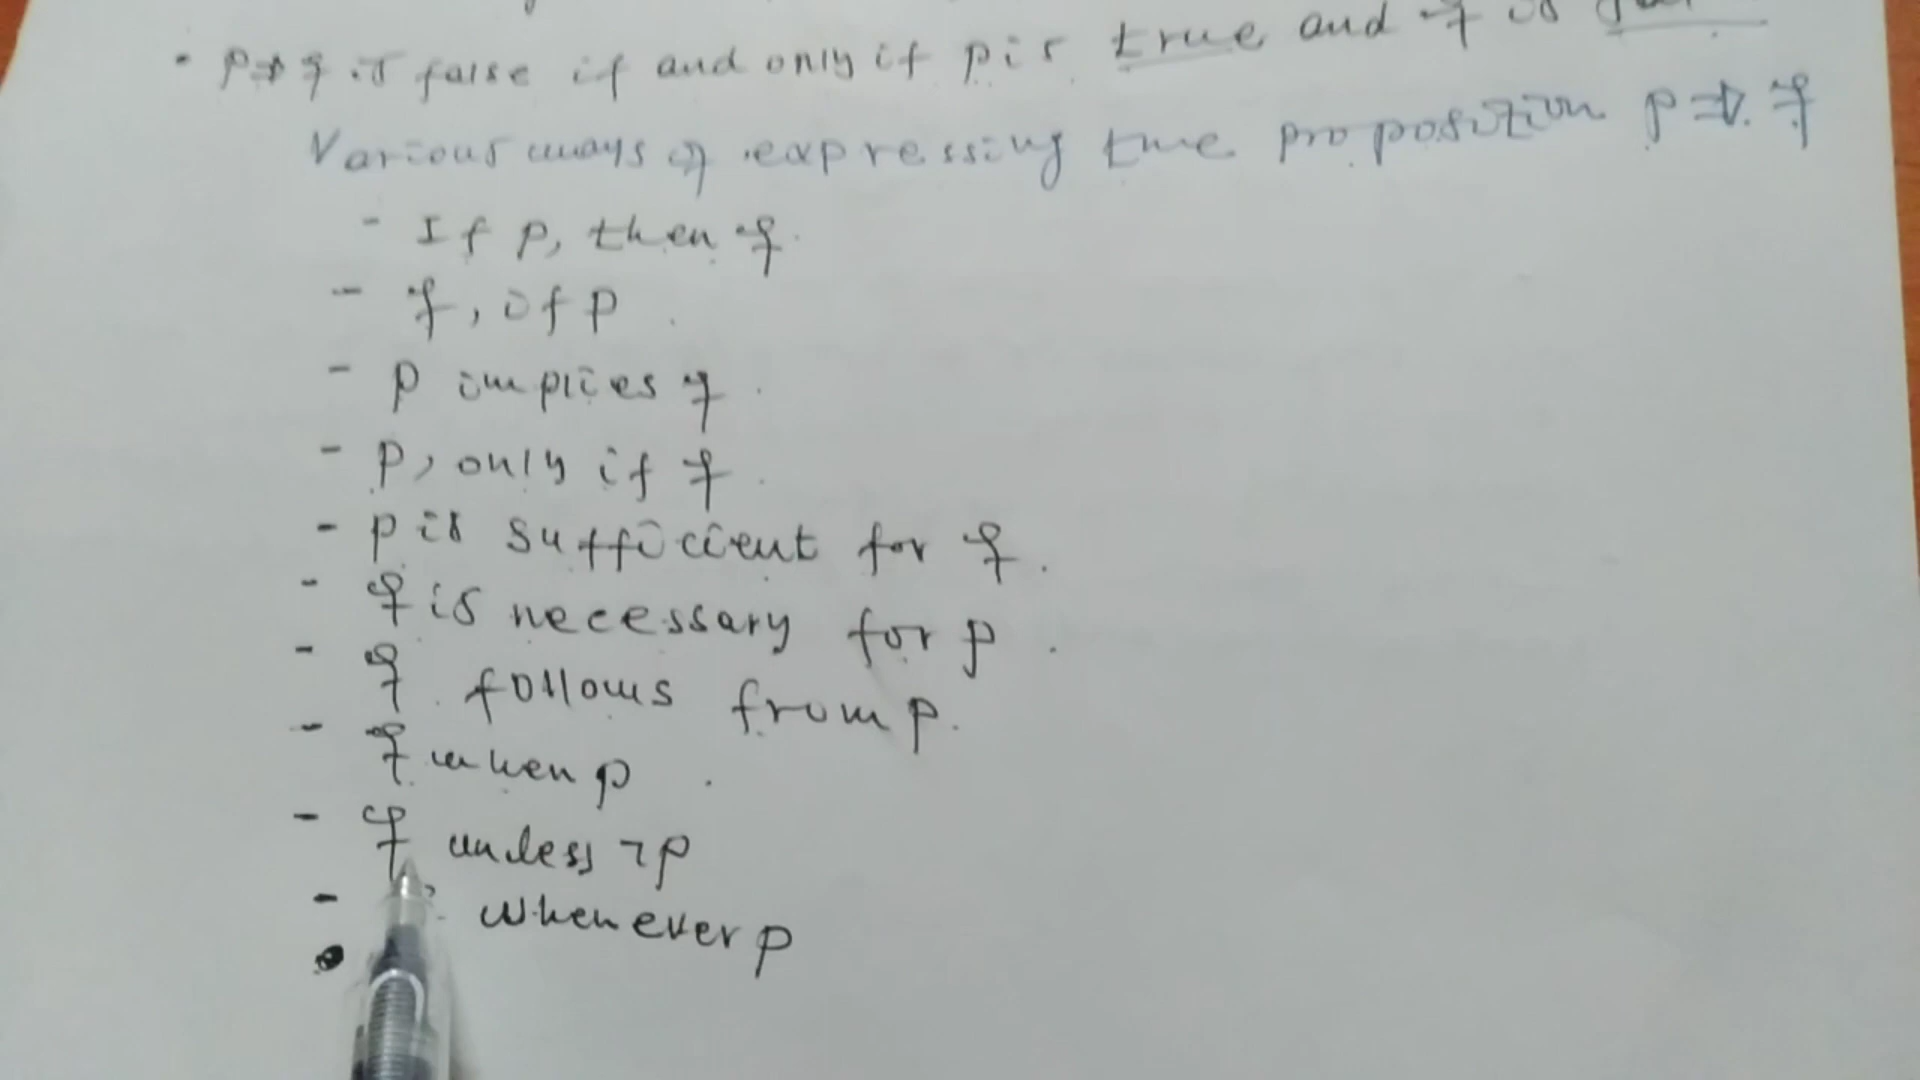 • p⇒q is false if and only if p is true and q is
Various ways of expressing the proposition p⇒q
- If p, then q.
- q, if p
- p implies q.
- p, only if q.
- p is sufficient for q.
- q is necessary for p.
- q follows from p.
- q when p.
- q unless ¬p
- whenever p